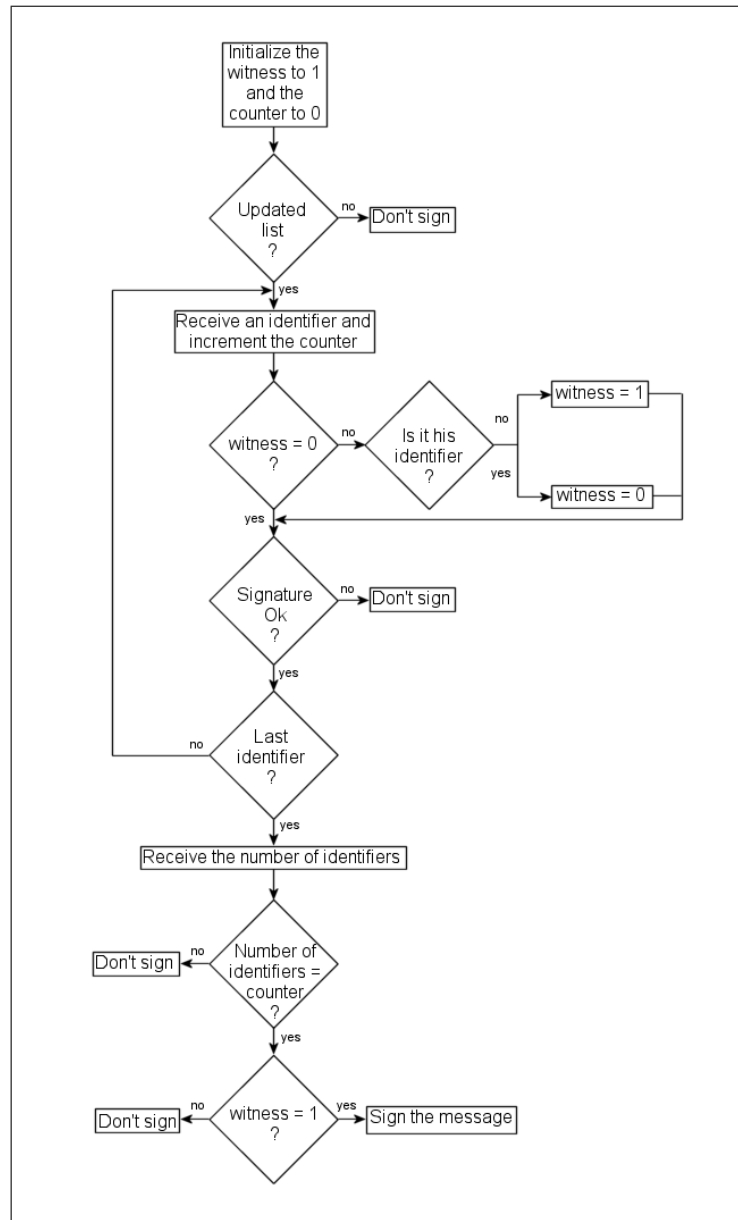 Initialize the
witness to 1
and the
counter to 0
Updated
list
?
no
Don't sign
yes
Receive an identifier and
increment the counter
witness = 0
?
no
Is it his
identifier
?
no
witness = 1
yes
witness = 0
yes
Signature
Ok
?
no
Don't sign
yes
Last
identifier
?
no
yes
Receive the number of identifiers
Number of
identifiers =
counter
?
no
Don't sign
yes
witness = 1
?
no
Don't sign
yes
Sign the message